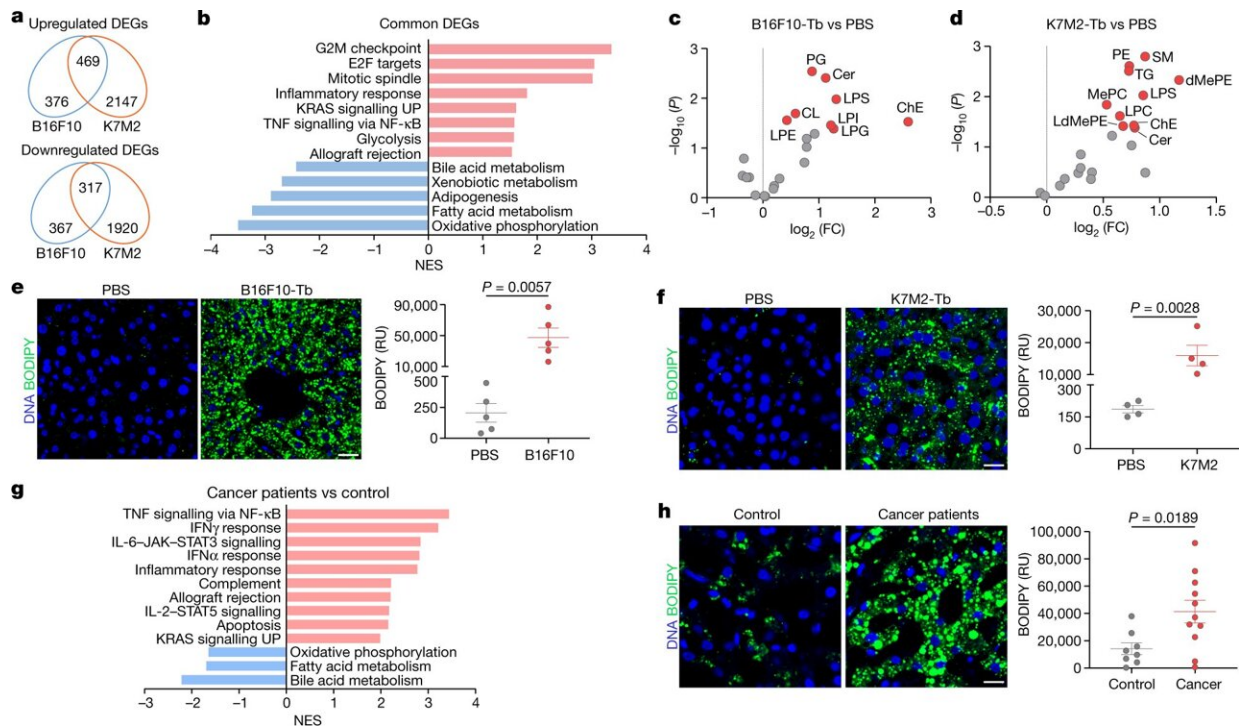 a
Upregulated DEGs
469
376
2147
B16F10
K7M2
Downregulated DEGs
317
367
1920
B16F10
K7M2
b
Common DEGs
G2M checkpoint
E2F targets
Mitotic spindle
Inflammatory response
KRAS signalling UP
TNF signalling via NF-κB
Glycolysis
Allograft rejection
Bile acid metabolism
Xenobiotic metabolism
Adipogenesis
Fatty acid metabolism
Oxidative phosphorylation
−4 −3 −2 −1 0 1 2 3 4
NES
c
B16F10-Tb vs PBS
−log10 (P)
3
2
1
0
PG
Cer
LPS
CL
ChE
LPE
LPI
LPG
−1 0 1 2 3
log2 (FC)
d
K7M2-Tb vs PBS
−log10 (P)
3
2
1
0
PE
SM
TG
dMePE
MePC
LPS
LPC
LdMePE
ChE
Cer
−0.5 0 0.5 1.0 1.5
log2 (FC)
e
PBS
B16F10-Tb
DNA BODIPY
P = 0.0057
BODIPY (RU)
90,000
50,000
10,000
500
250
0
PBS
B16F10
f
PBS
K7M2-Tb
DNA BODIPY
P = 0.0028
BODIPY (RU)
30,000
20,000
10,000
300
150
0
PBS
K7M2
g
Cancer patients vs control
TNF signalling via NF-κB
IFNγ response
IL-6–JAK–STAT3 signalling
IFNα response
Inflammatory response
Complement
Allograft rejection
IL-2–STAT5 signalling
Apoptosis
KRAS signalling UP
Oxidative phosphorylation
Fatty acid metabolism
Bile acid metabolism
−3 −2 −1 0 1 2 3 4
NES
h
Control
Cancer patients
DNA BODIPY
P = 0.0189
BODIPY (RU)
100,000
80,000
60,000
40,000
20,000
0
Control
Cancer